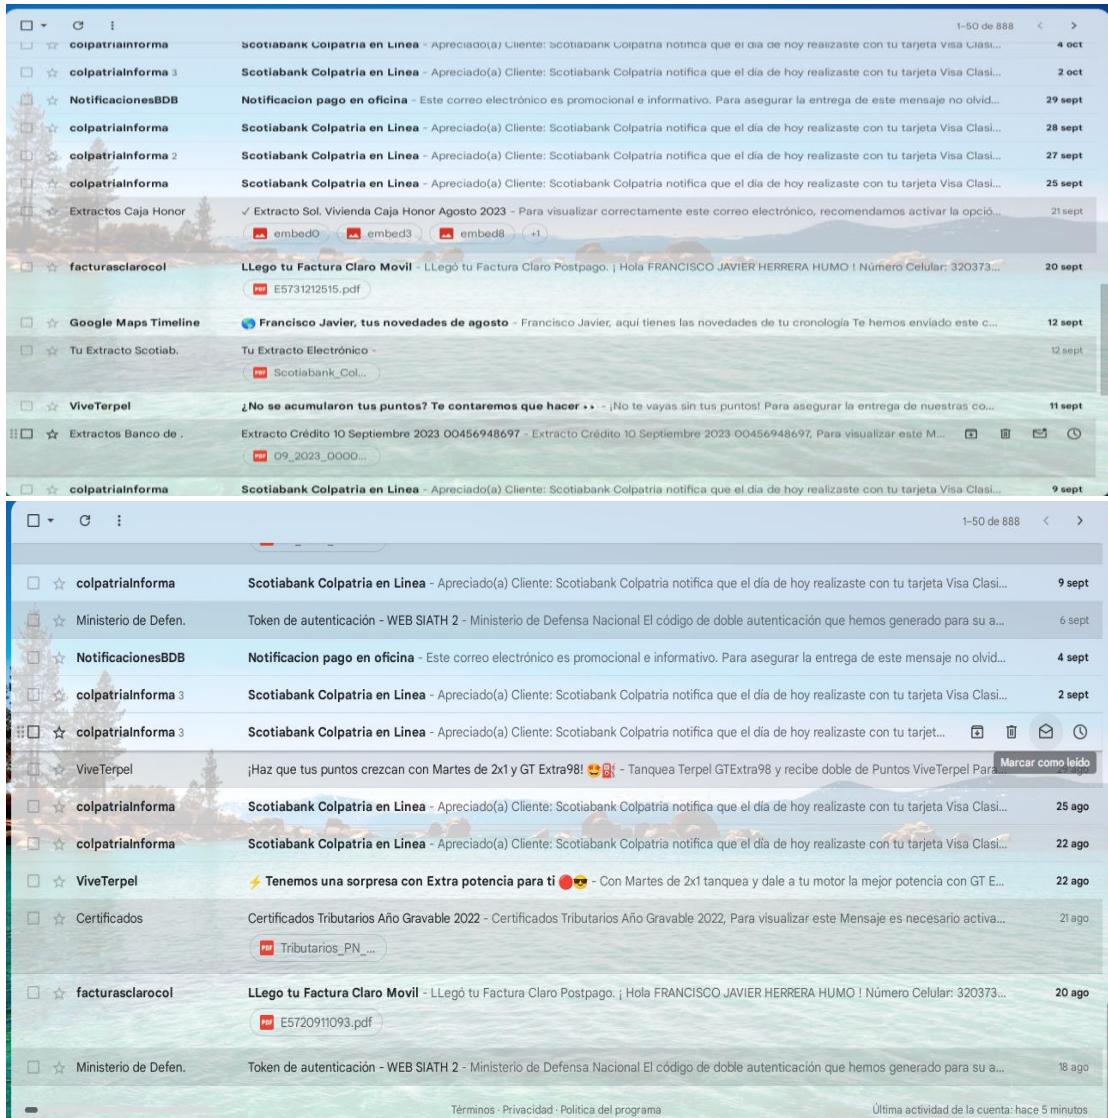 1–50 de 888
colpatriaInforma Scotiabank Colpatria en Linea - Apreciado(a) Cliente: Scotiabank Colpatria notifica que el día de hoy realizaste con tu tarjeta Visa Clasi... 4 oct
colpatriaInforma 3 Scotiabank Colpatria en Linea - Apreciado(a) Cliente: Scotiabank Colpatria notifica que el día de hoy realizaste con tu tarjeta Visa Clasi... 2 oct
NotificacionesBDB Notificacion pago en oficina - Este correo electrónico es promocional e informativo. Para asegurar la entrega de este mensaje no olvid... 29 sept
colpatriaInforma Scotiabank Colpatria en Linea - Apreciado(a) Cliente: Scotiabank Colpatria notifica que el día de hoy realizaste con tu tarjeta Visa Clasi... 28 sept
colpatriaInforma 2 Scotiabank Colpatria en Linea - Apreciado(a) Cliente: Scotiabank Colpatria notifica que el día de hoy realizaste con tu tarjeta Visa Clasi... 27 sept
colpatriaInforma Scotiabank Colpatria en Linea - Apreciado(a) Cliente: Scotiabank Colpatria notifica que el día de hoy realizaste con tu tarjeta Visa Clasi... 25 sept
Extractos Caja Honor ✓ Extracto Sol. Vivienda Caja Honor Agosto 2023 - Para visualizar correctamente este correo electrónico, recomendamos activar la opció... 21 sept
embed0 embed3 embed8 +1
facturasclarocol LLego tu Factura Claro Movil - LLegó tu Factura Claro Postpago. ¡ Hola FRANCISCO JAVIER HERRERA HUMO ! Número Celular: 320373... 20 sept
PDF E5731212515.pdf
Google Maps Timeline 🌎 Francisco Javier, tus novedades de agosto - Francisco Javier, aquí tienes las novedades de tu cronología Te hemos enviado este c... 12 sept
Tu Extracto Scotiab. Tu Extracto Electrónico - 12 sept
PDF Scotiabank_Col...
ViveTerpel ¿No se acumularon tus puntos? Te contaremos que hacer 👀 - ¡No te vayas sin tus puntos! Para asegurar la entrega de nuestras co... 11 sept
Extractos Banco de . Extracto Crédito 10 Septiembre 2023 00456948697 - Extracto Crédito 10 Septiembre 2023 00456948697, Para visualizar este M...
PDF 09_2023_0000...
colpatriaInforma Scotiabank Colpatria en Linea - Apreciado(a) Cliente: Scotiabank Colpatria notifica que el día de hoy realizaste con tu tarjeta Visa Clasi... 9 sept
1–50 de 888
colpatriaInforma Scotiabank Colpatria en Linea - Apreciado(a) Cliente: Scotiabank Colpatria notifica que el día de hoy realizaste con tu tarjeta Visa Clasi... 9 sept
Ministerio de Defen. Token de autenticación - WEB SIATH 2 - Ministerio de Defensa Nacional El código de doble autenticación que hemos generado para su a... 6 sept
NotificacionesBDB Notificacion pago en oficina - Este correo electrónico es promocional e informativo. Para asegurar la entrega de este mensaje no olvid... 4 sept
colpatriaInforma 3 Scotiabank Colpatria en Linea - Apreciado(a) Cliente: Scotiabank Colpatria notifica que el día de hoy realizaste con tu tarjeta Visa Clasi... 2 sept
colpatriaInforma 3 Scotiabank Colpatria en Linea - Apreciado(a) Cliente: Scotiabank Colpatria notifica que el día de hoy realizaste con tu tarjet...
Marcar como leído
ViveTerpel ¡Haz que tus puntos crezcan con Martes de 2x1 y GT Extra98! 🤩⛽ - Tanquea Terpel GTExtra98 y recibe doble de Puntos ViveTerpel Para...
colpatriaInforma Scotiabank Colpatria en Linea - Apreciado(a) Cliente: Scotiabank Colpatria notifica que el día de hoy realizaste con tu tarjeta Visa Clasi... 25 ago
colpatriaInforma Scotiabank Colpatria en Linea - Apreciado(a) Cliente: Scotiabank Colpatria notifica que el día de hoy realizaste con tu tarjeta Visa Clasi... 22 ago
ViveTerpel ⚡ Tenemos una sorpresa con Extra potencia para ti 🔴😎 - Con Martes de 2x1 tanquea y dale a tu motor la mejor potencia con GT E... 22 ago
Certificados Certificados Tributarios Año Gravable 2022 - Certificados Tributarios Año Gravable 2022, Para visualizar este Mensaje es necesario activa... 21 ago
PDF Tributarios_PN_...
facturasclarocol LLego tu Factura Claro Movil - LLegó tu Factura Claro Postpago. ¡ Hola FRANCISCO JAVIER HERRERA HUMO ! Número Celular: 320373... 20 ago
PDF E5720911093.pdf
Ministerio de Defen. Token de autenticación - WEB SIATH 2 - Ministerio de Defensa Nacional El código de doble autenticación que hemos generado para su a... 18 ago
Términos · Privacidad · Política del programa Última actividad de la cuenta: hace 5 minutos